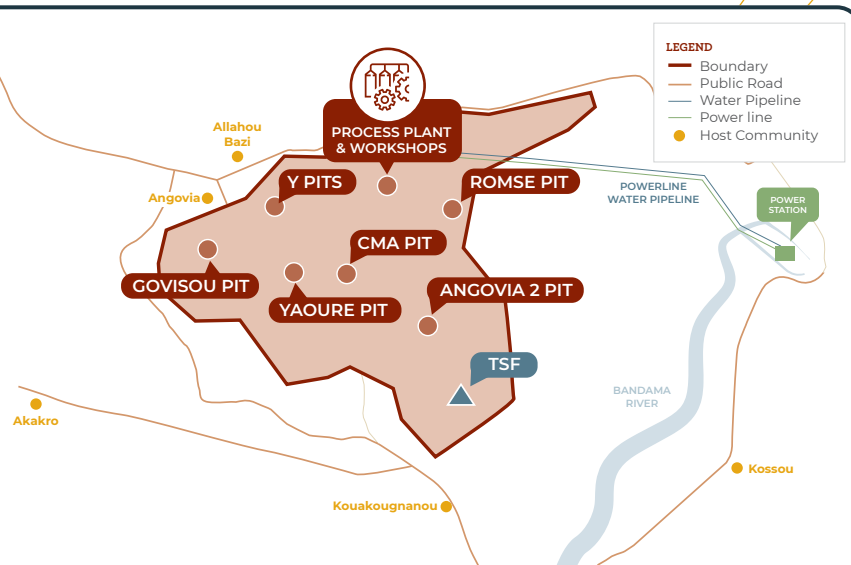 LEGEND
Boundary
Public Road
Water Pipeline
Power line
Host Community
Allahou
Bazi
PROCESS PLANT
& WORKSHOPS
Angovia
Y PITS
ROMSE PIT
POWERLINE
WATER PIPELINE
POWER
STATION
CMA PIT
GOVISOU PIT
YAOURE PIT
ANGOVIA 2 PIT
TSF
BANDAMA
RIVER
Akakro
Kossou
Kouakougnanou